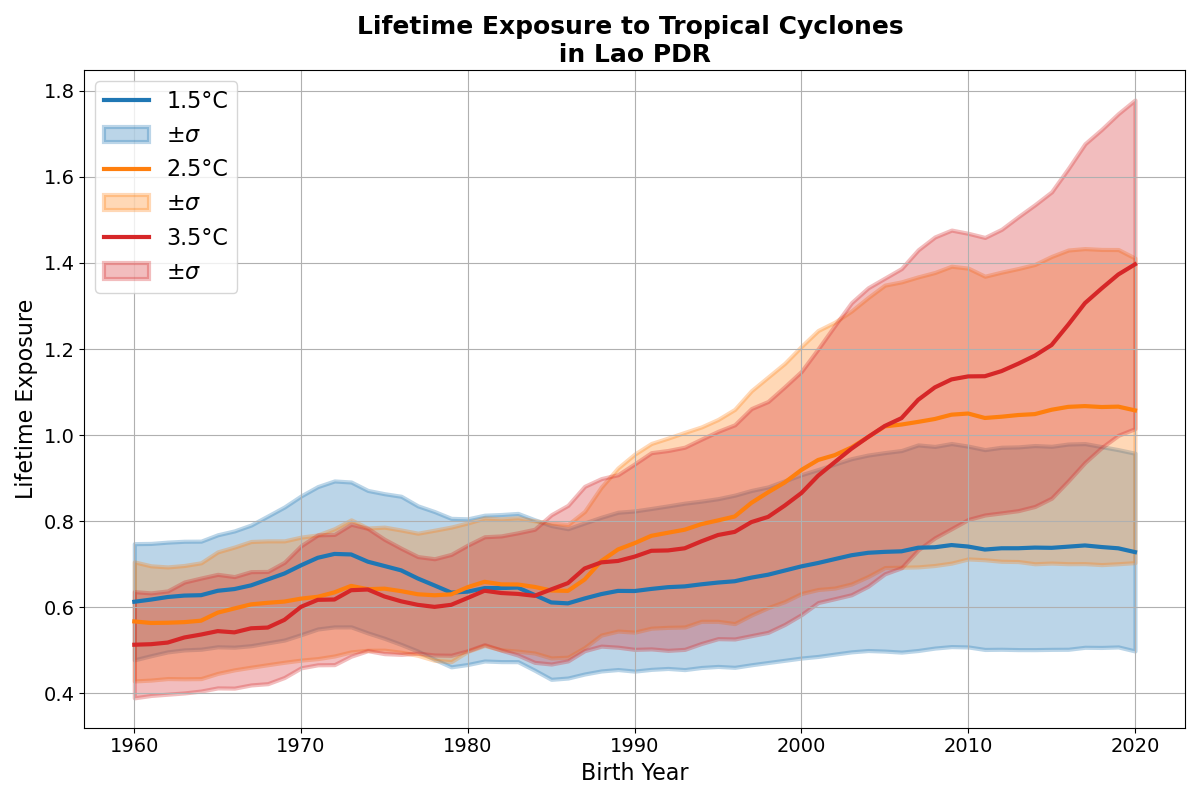 Lifetime Exposure to Tropical Cyclones
in Lao PDR
1.5°C
±σ
2.5°C
±σ
3.5°C
±σ
Lifetime Exposure
1.8
1.6
1.4
1.2
1.0
0.8
0.6
0.4
1960 1970 1980 1990 2000 2010 2020
Birth Year